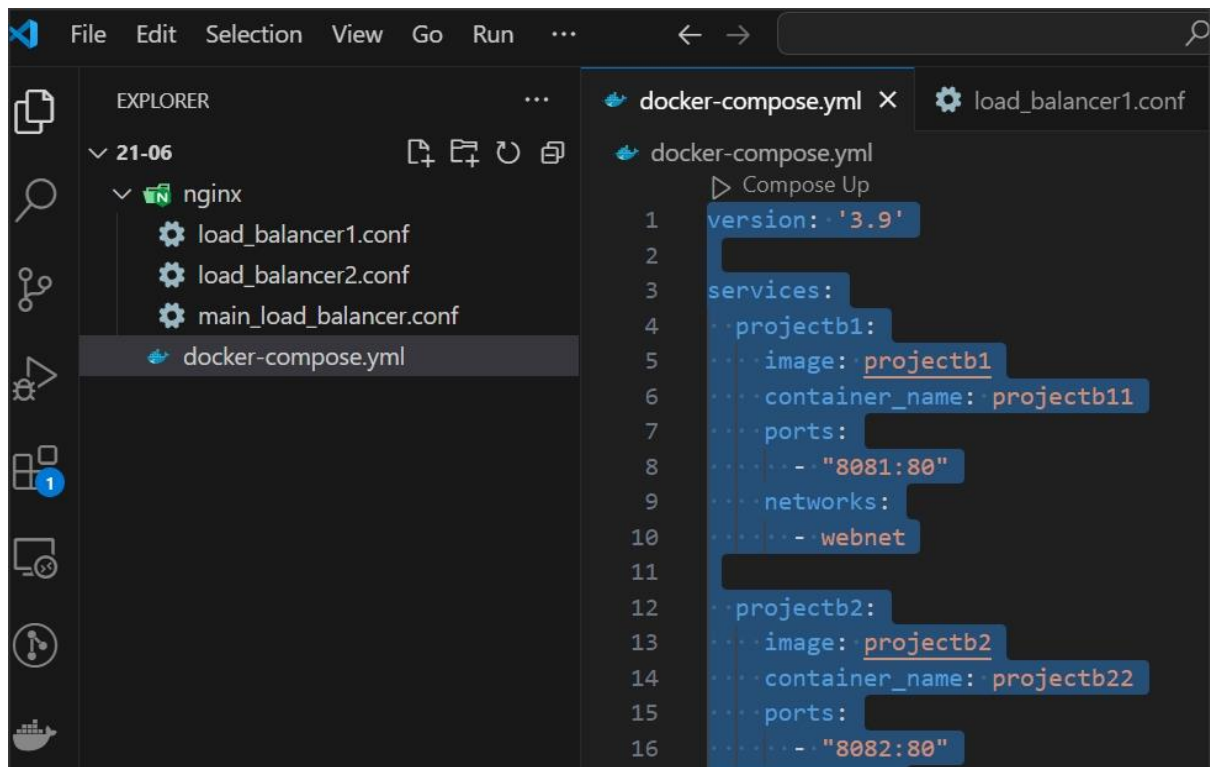 File Edit Selection View Go Run ...
EXPLORER ...
21-06
nginx
load_balancer1.conf
load_balancer2.conf
main_load_balancer.conf
docker-compose.yml
1
docker-compose.yml
load_balancer1.conf
docker-compose.yml
Compose Up
1 version: '3.9'
2
3 services:
4   projectb1:
5     image: projectb1
6     container_name: projectb11
7     ports:
8       - "8081:80"
9     networks:
10       - webnet
11
12   projectb2:
13     image: projectb2
14     container_name: projectb22
15     ports:
16       - "8082:80"